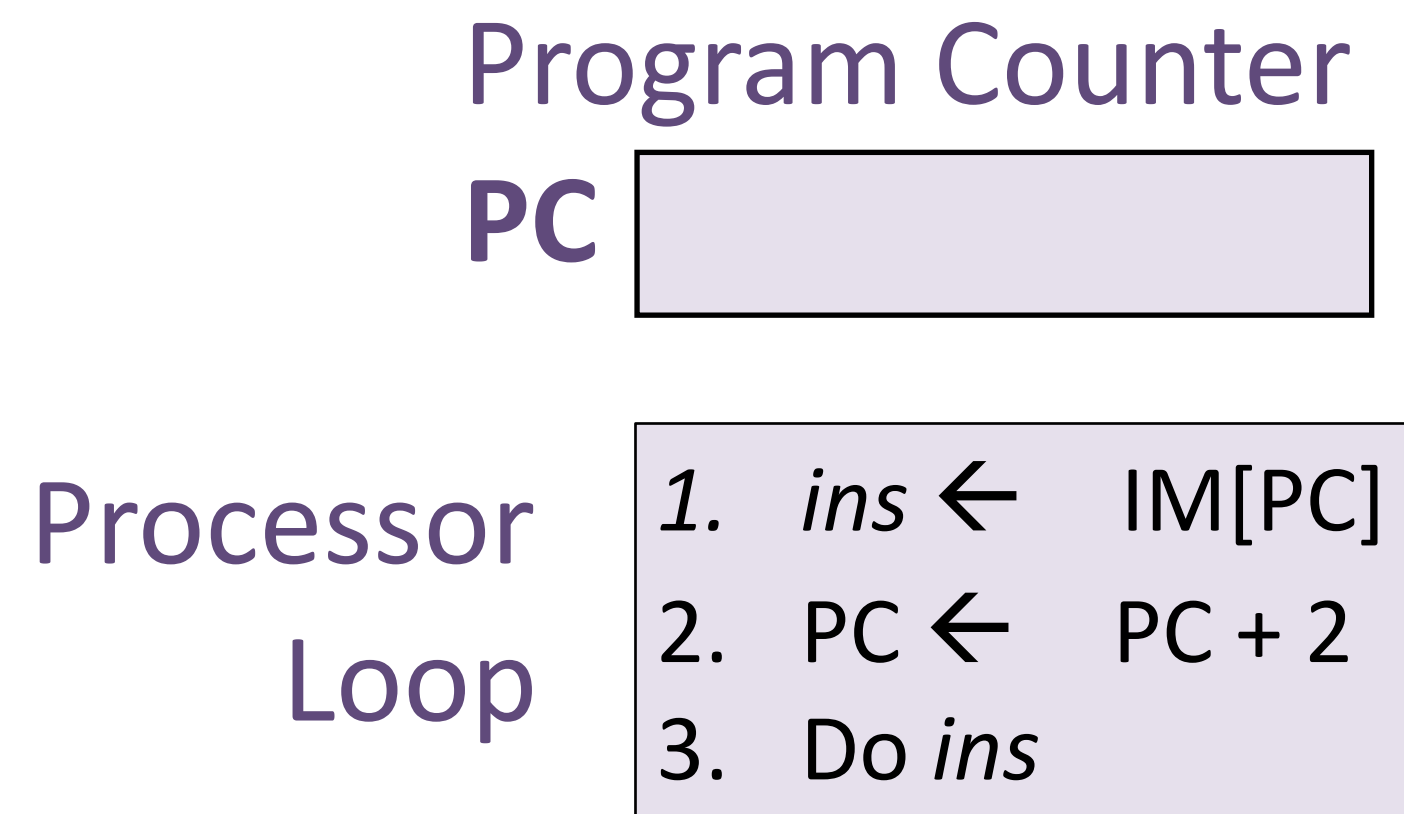 Program Counter
PC
Processor
Loop
1. ins ← IM[PC]
2. PC ← PC + 2
3. Do ins